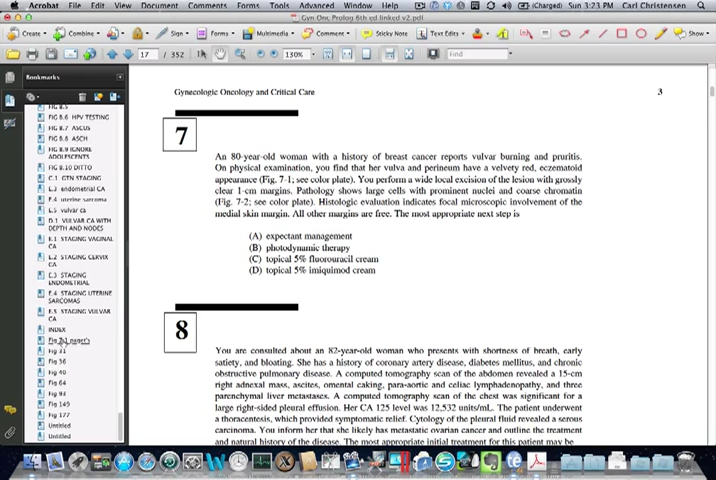 Acrobat File Edit View Document Comments Forms Tools Advanced Window Help (Charged) Sun 3:23 PM Carl Christensen
Gyn Onc Prolog 6th ed linked v2.pdf
Create Combine Sign Forms Multimedia Comment Sticky Note Text Edits Show
17 / 352 130% Find
Bookmarks
FIG 8.5
FIG 8.6 HPV TESTING
FIG 8.7 ASCUS
FIG 8.8 ASCH
FIG 8.9 IGNORE
ADOLESCENTS
FIG 8.10 DITTO
C.1 GTN STAGING
endometrial CA
uterine sarcoma
vulvar ca
D.1 VULVAR CA WITH
DEPTH AND NODES
E.1 STAGING VAGINAL
CA
E.2 STAGING CERVIX
CA
E.3 STAGING
ENDOMETRIAL
E.4 STAGING UTERINE
SARCOMAS
E.5 STAGING VULVAR
CA
INDEX
Fig
Fig 31
Fig 36
Fig 40
Fig 64
Fig 94
Fig 149
Fig 177
Untitled
Untitled
Gynecologic Oncology and Critical Care 3
7
An 80-year-old woman with a history of breast cancer reports vulvar burning and pruritis.
On physical examination, you find that her vulva and perineum have a velvety red, eczematoid
appearance (Fig. 7-1; see color plate). You perform a wide local excision of the lesion with grossly
clear 1-cm margins. Pathology shows large cells with prominent nuclei and coarse chromatin
(Fig. 7-2; see color plate). Histologic evaluation indicates focal microscopic involvement of the
medial skin margin. All other margins are free. The most appropriate next step is
(A) expectant management
(B) photodynamic therapy
(C) topical 5% fluorouracil cream
(D) topical 5% imiquimod cream
8
You are consulted about an 82-year-old woman who presents with shortness of breath, early
satiety, and bloating. She has a history of coronary artery disease, diabetes mellitus, and chronic
obstructive pulmonary disease. A computed tomography scan of the abdomen revealed a 15-cm
right adnexal mass, ascites, omental caking, para-aortic and celiac lymphadenopathy, and three
parenchymal liver metastases. A computed tomography scan of the chest was significant for a
large right-sided pleural effusion. Her CA 125 level was 12,532 units/mL. The patient underwent
a thoracentesis, which provided symptomatic relief. Cytology of the pleural fluid revealed a serous
carcinoma. You inform her that she likely has metastatic ovarian cancer and outline the treatment
and natural history of the disease. The most appropriate initial treatment for this patient may be